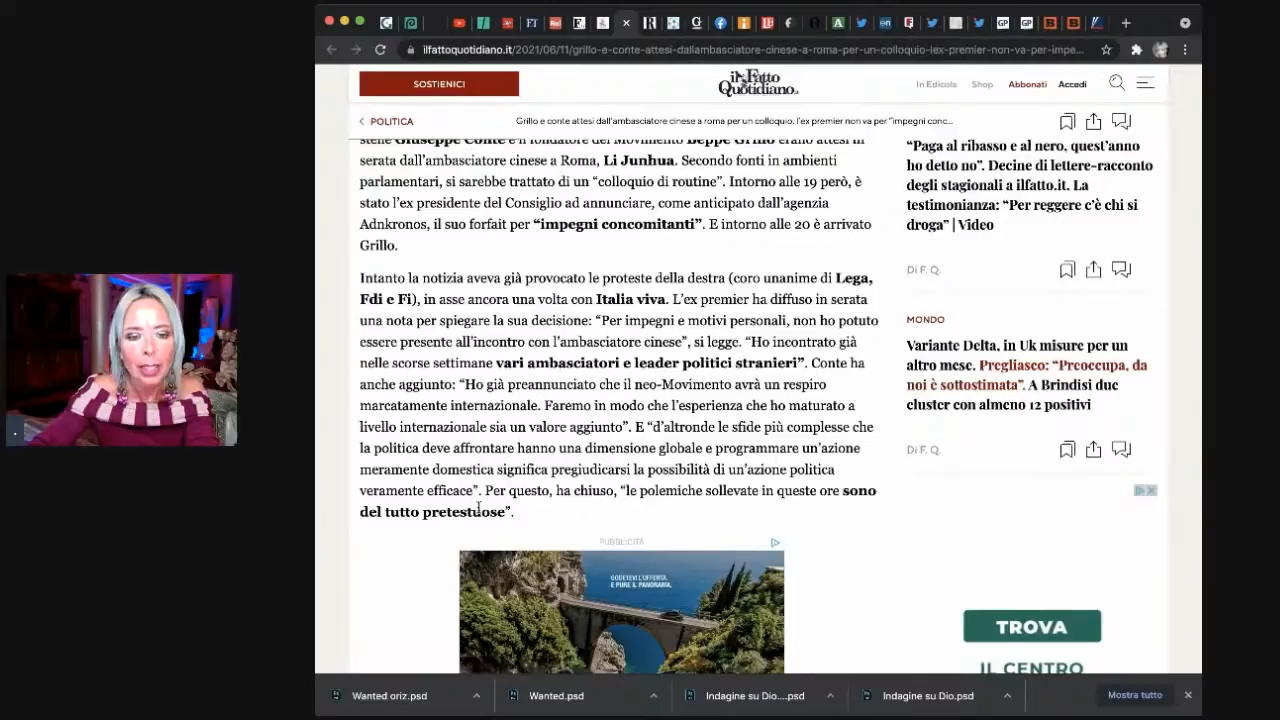 ilfattoquotidiano.it/2021/06/11/grillo-e-conte-attesi-dallambasciatore-cinese-a-roma-per-un-colloquio-lex-premier-non-va-per-impe...
SOSTIENICI
il Fatto Quotidiano.it
In Edicola Shop Abbonati Accedi
POLITICA
Grillo e conte attesi dall'ambasciatore cinese a roma per un colloquio. l'ex premier non va per "impegni conc...
stelle Giuseppe Conte e il fondatore del Movimento Beppe Grillo erano attesi in
serata dall'ambasciatore cinese a Roma, Li Junhua. Secondo fonti in ambienti
parlamentari, si sarebbe trattato di un “colloquio di routine”. Intorno alle 19 però, è
stato l'ex presidente del Consiglio ad annunciare, come anticipato dall'agenzia
Adnkronos, il suo forfait per “impegni concomitanti”. E intorno alle 20 è arrivato
Grillo.
Intanto la notizia aveva già provocato le proteste della destra (coro unanime di Lega,
Fdi e Fi), in asse ancora una volta con Italia viva. L'ex premier ha diffuso in serata
una nota per spiegare la sua decisione: “Per impegni e motivi personali, non ho potuto
essere presente all'incontro con l'ambasciatore cinese”, si legge. “Ho incontrato già
nelle scorse settimane vari ambasciatori e leader politici stranieri”. Conte ha
anche aggiunto: “Ho già preannunciato che il neo-Movimento avrà un respiro
marcatamente internazionale. Faremo in modo che l'esperienza che ho maturato a
livello internazionale sia un valore aggiunto”. E “d'altronde le sfide più complesse che
la politica deve affrontare hanno una dimensione globale e programmare un'azione
meramente domestica significa pregiudicarsi la possibilità di un'azione politica
veramente efficace”. Per questo, ha chiuso, “le polemiche sollevate in queste ore sono
del tutto pretestuose”.
PUBBLICITÀ
GODETEVI L'OFFERTA.
E PURE IL PANORAMA.
“Paga al ribasso e al nero, quest'anno
ho detto no”. Decine di lettere-racconto
degli stagionali a ilfatto.it. La
testimonianza: “Per reggere c'è chi si
droga” | Video
Di F. Q.
MONDO
Variante Delta, in Uk misure per un
altro mese. Pregliasco: “Preoccupa, da
noi è sottostimata”. A Brindisi due
cluster con almeno 12 positivi
Di F. Q.
TROVA
IL CENTRO
Wanted oriz.psd
Wanted.psd
Indagine su Dio....psd
Indagine su Dio.psd
Mostra tutto